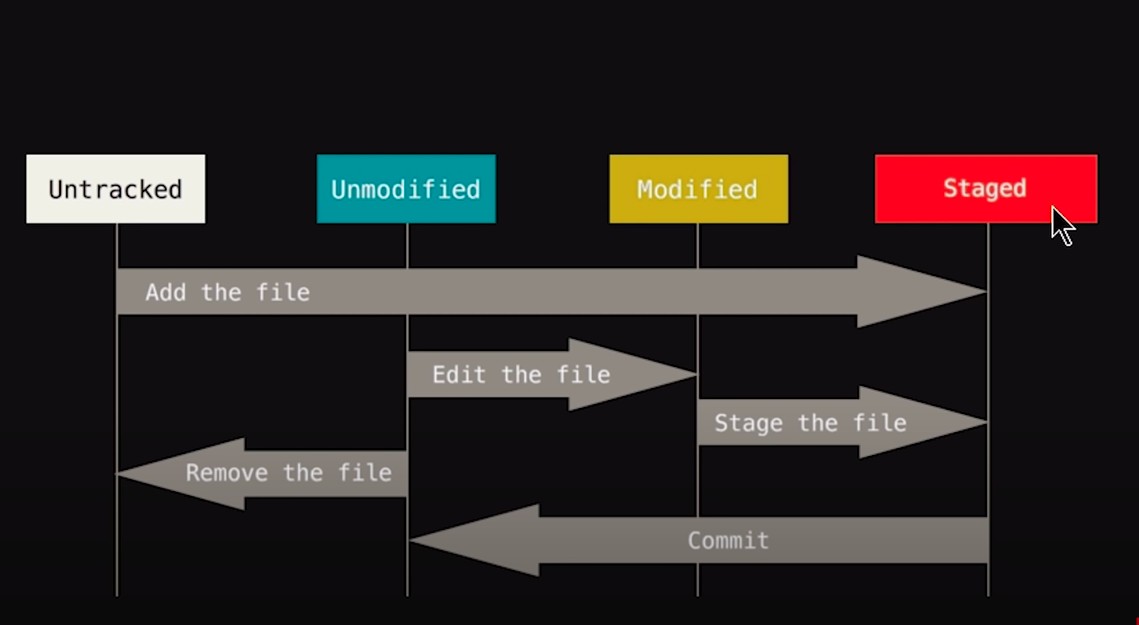 Untracked
Unmodified
Modified
Staged
Add the file
Edit the file
Stage the file
Remove the file
Commit